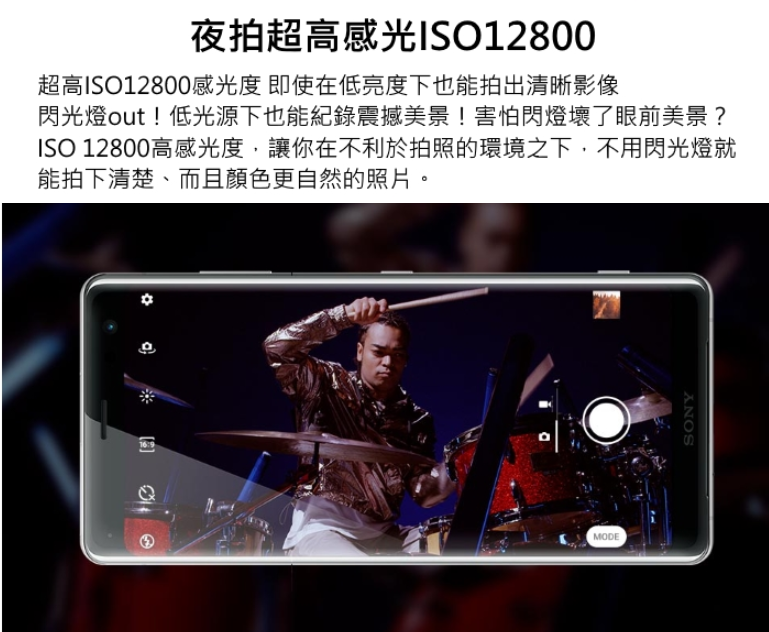 夜拍超高感光ISO12800
超高ISO12800感光度 即使在低亮度下也能拍出清晰影像
閃光燈out！低光源下也能紀錄震撼美景！害怕閃燈壞了眼前美景？
ISO 12800高感光度，讓你在不利於拍照的環境之下，不用閃光燈就
能拍下清楚、而且顏色更自然的照片。
16:9
SONY
MODE